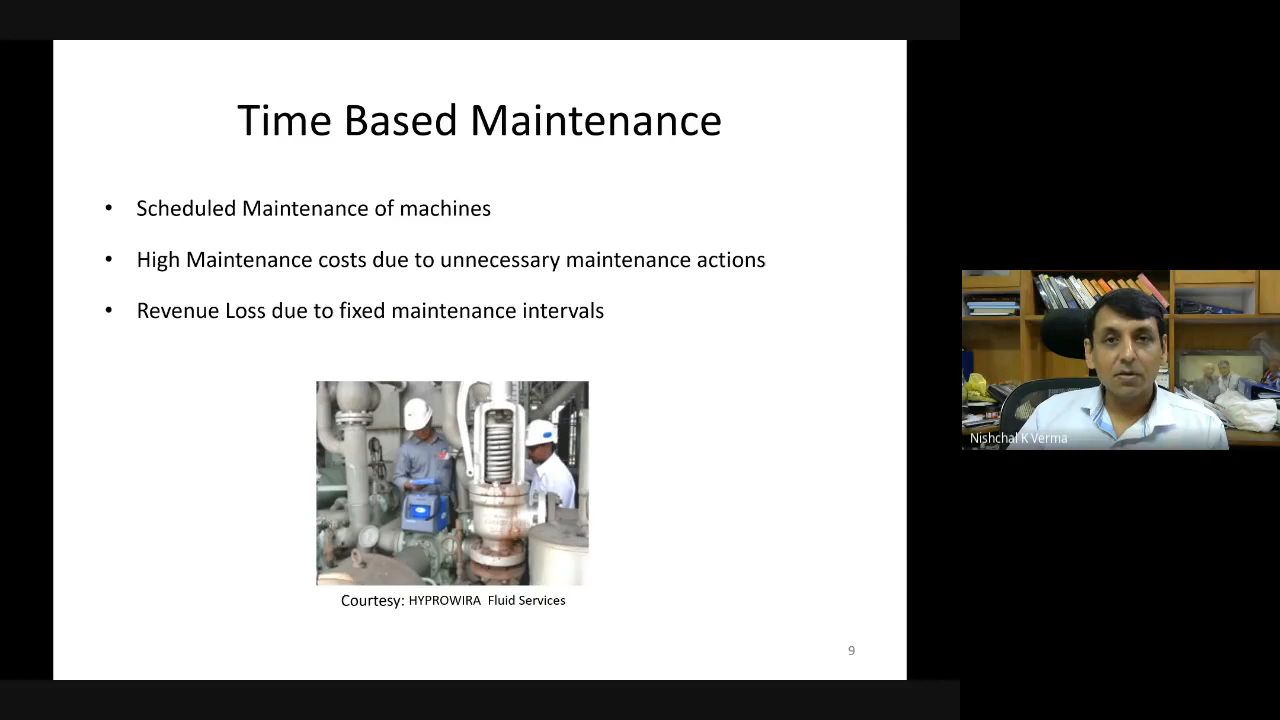 Time Based Maintenance
• Scheduled Maintenance of machines
• High Maintenance costs due to unnecessary maintenance actions
• Revenue Loss due to fixed maintenance intervals
Courtesy: HYPROWIRA Fluid Services
9
Nishchal K Verma